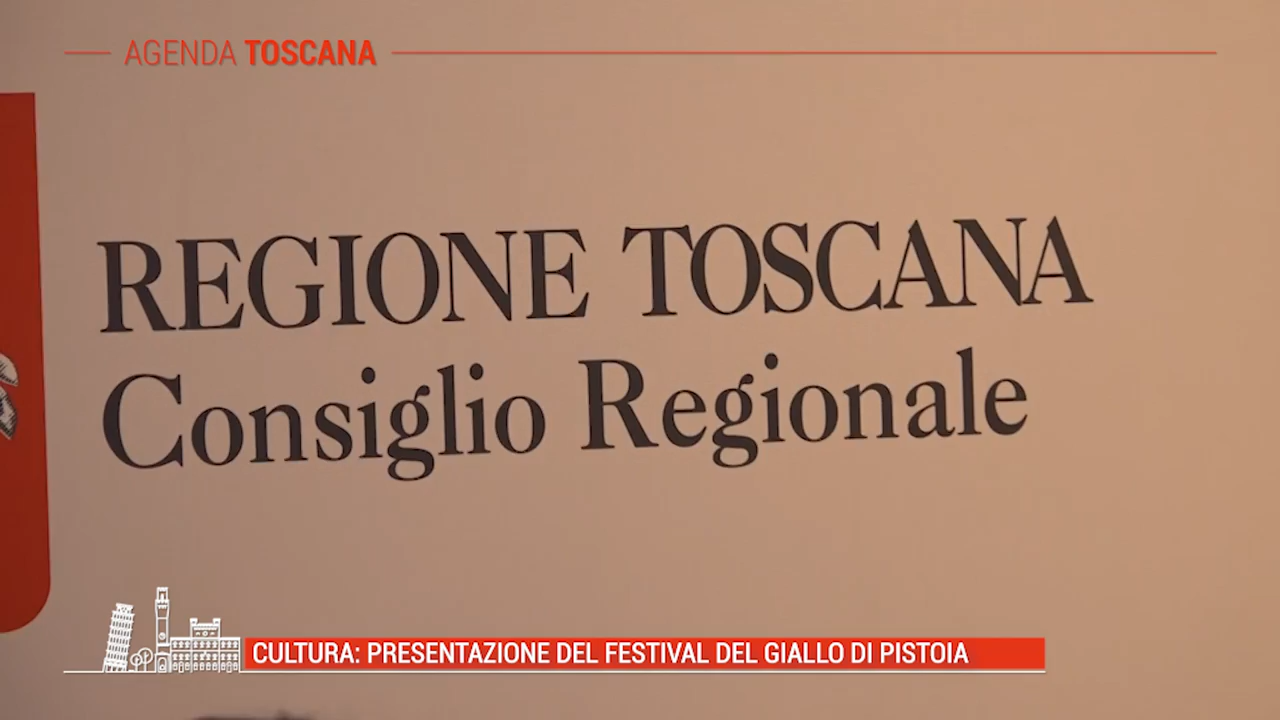 AGENDA TOSCANA
REGIONE TOSCANA
Consiglio Regionale
CULTURA: PRESENTAZIONE DEL FESTIVAL DEL GIALLO DI PISTOIA